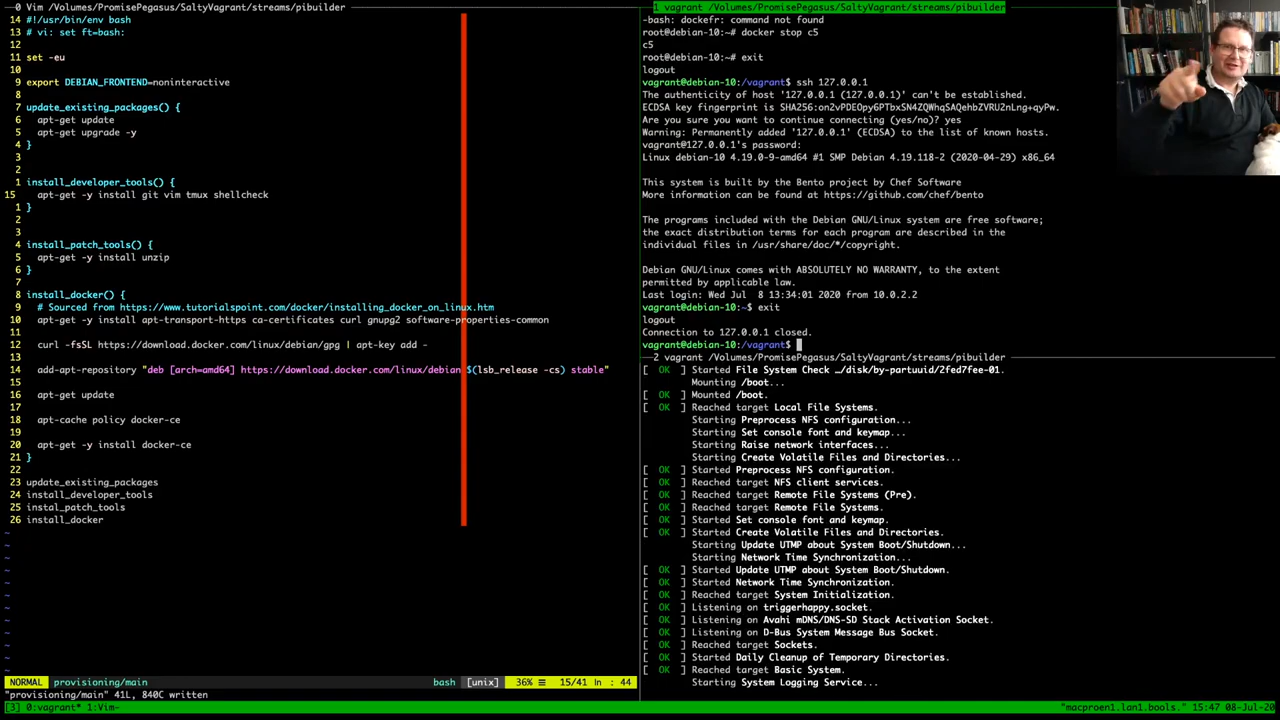 0 Vim /Volumes/PromisePegasus/SaltyVagrant/streams/pibuilder
14 #!/usr/bin/env bash
13 # vi: set ft=bash:
12
11 set -eu
10
9 export DEBIAN_FRONTEND=noninteractive
8
7 update_existing_packages() {
6 apt-get update
5 apt-get upgrade -y
4 }
3
2
1 install_developer_tools() {
15 apt-get -y install git vim tmux shellcheck
1 }
2
3
4 install_patch_tools() {
5 apt-get -y install unzip
6 }
7
8 install_docker() {
9 # Sourced from https://www.tutorialspoint.com/docker/installing_docker_on_linux.htm
10 apt-get -y install apt-transport-https ca-certificates curl gnupg2 software-properties-common
11
12 curl -fsSL https://download.docker.com/linux/debian/gpg | apt-key add -
13
14 add-apt-repository "deb [arch=amd64] https://download.docker.com/linux/debian $(lsb_release -cs) stable"
15
16 apt-get update
17
18 apt-cache policy docker-ce
19
20 apt-get -y install docker-ce
21 }
22
23 update_existing_packages
24 install_developer_tools
25 instal_patch_tools
26 install_docker
~
~
~
~
~
~
~
~
~
~
~
~
NORMAL provisioning/main bash [unix] 36% ☰ 15/41 ln : 44
"provisioning/main" 41L, 840C written
1 vagrant /Volumes/PromisePegasus/SaltyVagrant/streams/pibuilder
-bash: dockefr: command not found
root@debian-10:~# docker stop c5
c5
root@debian-10:~# exit
logout
vagrant@debian-10:/vagrant$ ssh 127.0.0.1
The authenticity of host '127.0.0.1 (127.0.0.1)' can't be established.
ECDSA key fingerprint is SHA256:on2vPDEOpy6PTbxSN4ZQWhqSAQehbZVRU2nLng+qyPw.
Are you sure you want to continue connecting (yes/no)? yes
Warning: Permanently added '127.0.0.1' (ECDSA) to the list of known hosts.
vagrant@127.0.0.1's password:
Linux debian-10 4.19.0-9-amd64 #1 SMP Debian 4.19.118-2 (2020-04-29) x86_64

This system is built by the Bento project by Chef Software
More information can be found at https://github.com/chef/bento

The programs included with the Debian GNU/Linux system are free software;
the exact distribution terms for each program are described in the
individual files in /usr/share/doc/*/copyright.

Debian GNU/Linux comes with ABSOLUTELY NO WARRANTY, to the extent
permitted by applicable law.
Last login: Wed Jul  8 13:34:01 2020 from 10.0.2.2
vagrant@debian-10:~$ exit
logout
Connection to 127.0.0.1 closed.
vagrant@debian-10:/vagrant$
2 vagrant /Volumes/PromisePegasus/SaltyVagrant/streams/pibuilder
[ OK ] Started File System Check …/disk/by-partuuid/2fed7fee-01.
Mounting /boot...
[ OK ] Mounted /boot.
[ OK ] Reached target Local File Systems.
Starting Preprocess NFS configuration...
Starting Set console font and keymap...
Starting Raise network interfaces...
Starting Create Volatile Files and Directories...
[ OK ] Started Preprocess NFS configuration.
[ OK ] Reached target NFS client services.
[ OK ] Reached target Remote File Systems (Pre).
[ OK ] Reached target Remote File Systems.
[ OK ] Started Set console font and keymap.
[ OK ] Started Create Volatile Files and Directories.
Starting Update UTMP about System Boot/Shutdown...
Starting Network Time Synchronization...
[ OK ] Started Update UTMP about System Boot/Shutdown.
[ OK ] Started Network Time Synchronization.
[ OK ] Reached target System Initialization.
[ OK ] Listening on triggerhappy.socket.
[ OK ] Listening on Avahi mDNS/DNS-SD Stack Activation Socket.
[ OK ] Listening on D-Bus System Message Bus Socket.
[ OK ] Reached target Sockets.
[ OK ] Started Daily Cleanup of Temporary Directories.
[ OK ] Reached target Basic System.
Starting System Logging Service...
[3] 0:vagrant* 1:Vim- "macproen1.lan1.bools." 15:47 08-Jul-20